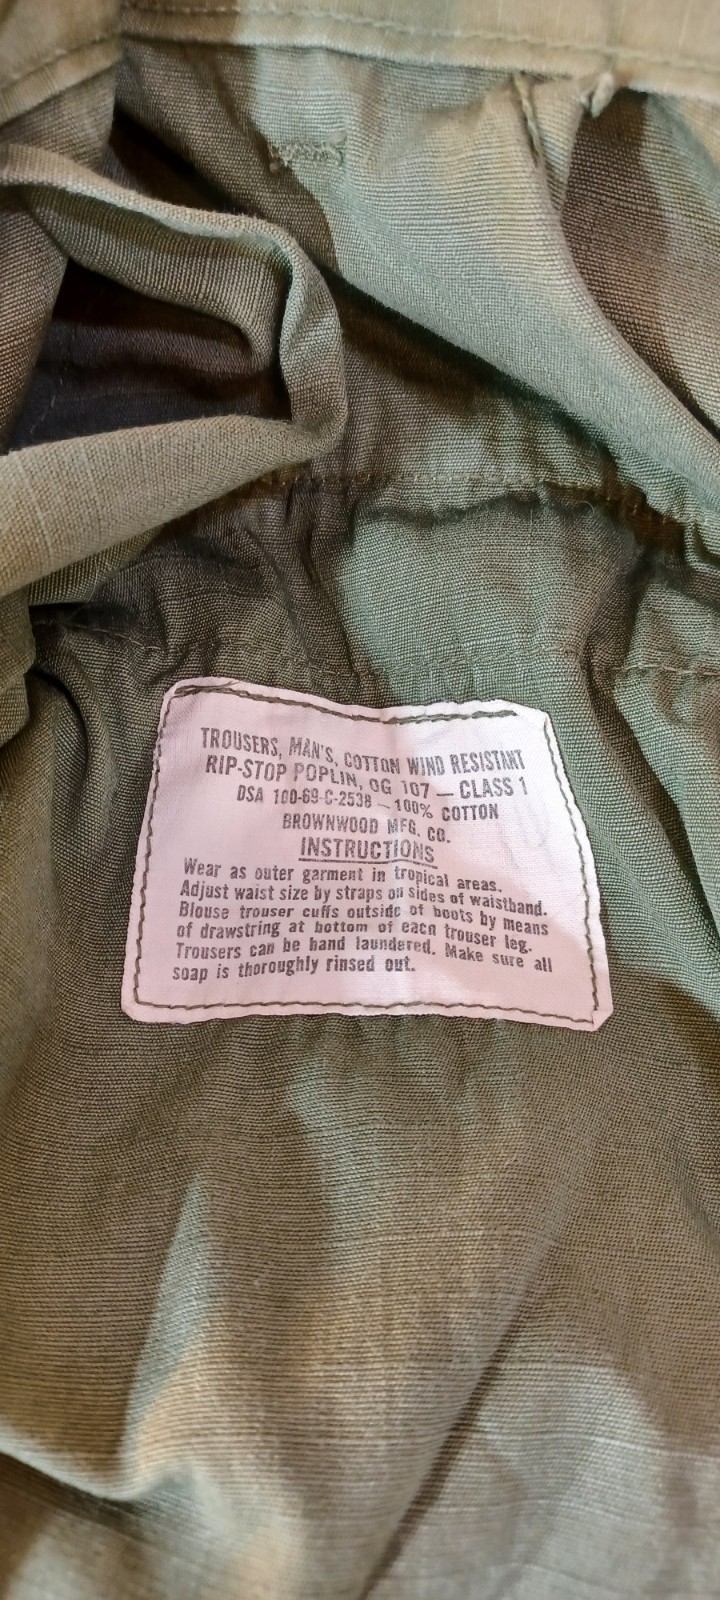 TROUSERS, MAN'S, COTTON WIND RESISTANT
RIP-STOP POPLIN, OG 107 — CLASS 1
DSA 100-69-C-2538 — 100% COTTON
BROWNWOOD MFG. CO.
INSTRUCTIONS
Wear as outer garment in tropical areas.
Adjust waist size by straps on sides of waistband.
Blouse trouser cuffs outside of boots by means
of drawstring at bottom of each trouser leg.
Trousers can be hand laundered. Make sure all
soap is thoroughly rinsed out.